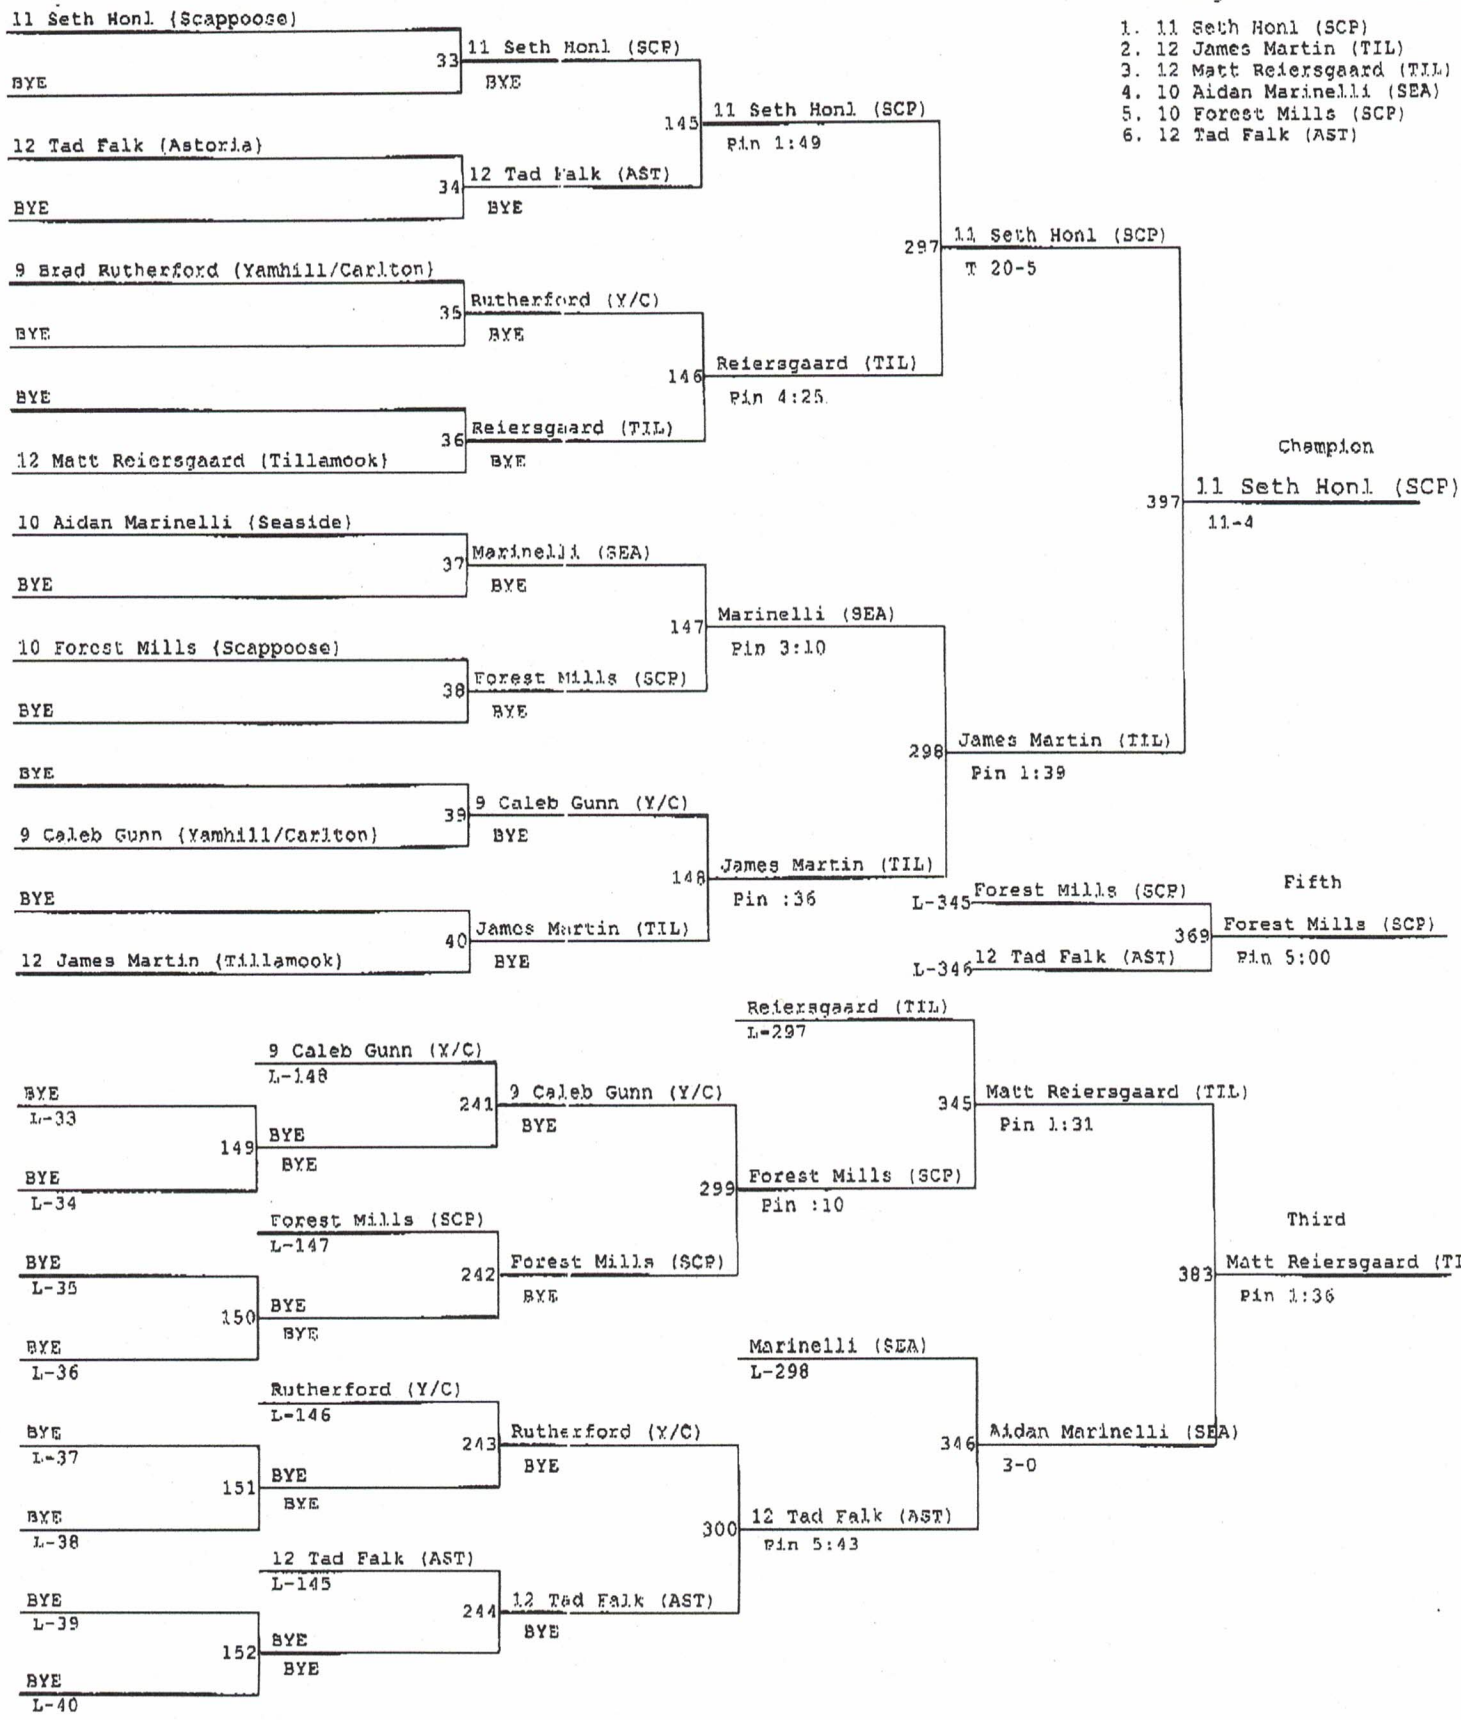 1. 11 Seth Honl (SCP)
2. 12 James Martin (TIL)
3. 12 Matt Reiersgaard (TIL)
4. 10 Aidan Marinelli (SEA)
5. 10 Forest Mills (SCP)
6. 12 Tad Falk (AST)
11 Seth Honl (Scappoose)
33
BYE
12 Tad Falk (Astoria)
34
BYE
9 Brad Rutherford (Yamhill/Carlton)
35
BYE
BYE
36
12 Matt Reiersgaard (Tillamook)
10 Aidan Marinelli (Seaside)
37
BYE
10 Forest Mills (Scappoose)
38
BYE
BYE
39
9 Caleb Gunn (Yamhill/Carlton)
BYE
40
12 James Martin (Tillamook)
11 Seth Honl (SCP)
BYE
145
12 Tad Falk (AST)
BYE
Rutherford (Y/C)
BYE
146
Reiersgaard (TIL)
BYE
Marinelli (SEA)
BYE
147
Forest Mills (SCP)
BYE
9 Caleb Gunn (Y/C)
BYE
148
James Martin (TIL)
BYE
11 Seth Honl (SCP)
Pin 1:49
297
Reiersgaard (TIL)
Pin 4:25
Marinelli (SEA)
Pin 3:10
298
James Martin (TIL)
Pin :36
11 Seth Honl (SCP)
T 20-5
397
James Martin (TIL)
Pin 1:39
Champion
11 Seth Honl (SCP)
11-4
L-345 Forest Mills (SCP)
369
L-346 12 Tad Falk (AST)
Fifth
Forest Mills (SCP)
Pin 5:00
BYE
L-33
149
BYE
L-34
BYE
L-35
150
BYE
L-36
BYE
L-37
151
BYE
L-38
BYE
L-39
152
BYE
L-40
9 Caleb Gunn (Y/C)
L-148
241
BYE
BYE
Forest Mills (SCP)
L-147
242
BYE
BYE
Rutherford (Y/C)
L-146
243
BYE
BYE
12 Tad Falk (AST)
L-145
244
BYE
BYE
9 Caleb Gunn (Y/C)
BYE
299
Forest Mills (SCP)
BYE
Rutherford (Y/C)
BYE
300
12 Tad Falk (AST)
BYE
Reiersgaard (TIL)
L-297
345
Forest Mills (SCP)
Pin :10
Marinelli (SEA)
L-298
346
12 Tad Falk (AST)
Pin 5:43
Matt Reiersgaard (TIL)
Pin 1:31
383
Aidan Marinelli (SEA)
3-0
Third
Matt Reiersgaard (TI
Pin 1:36